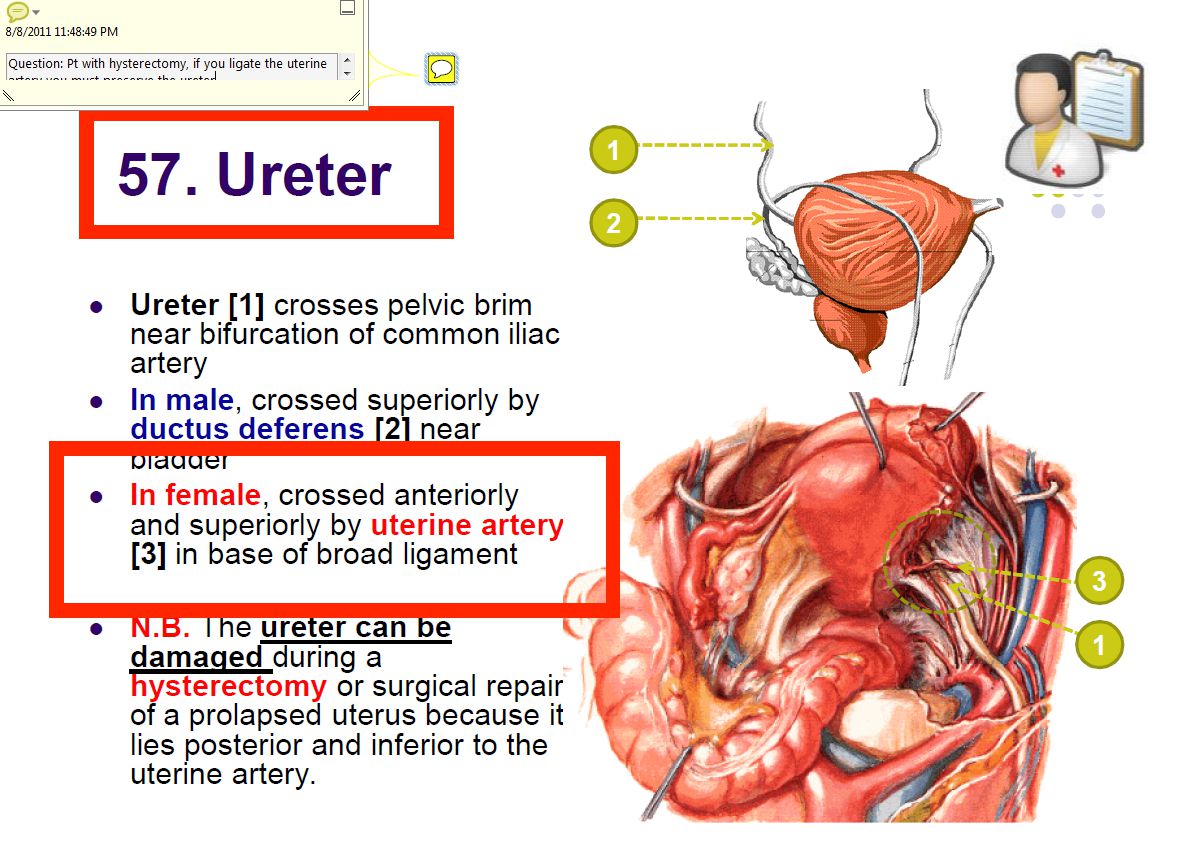 8/8/2011 11:48:49 PM
Question: Pt with hysterectomy, if you ligate the uterine
artery you must preserve the ureter
57. Ureter
1
2
● Ureter [1] crosses pelvic brim
near bifurcation of common iliac
artery
● In male, crossed superiorly by
ductus deferens [2] near
bladder
● In female, crossed anteriorly
and superiorly by uterine artery
[3] in base of broad ligament
● N.B. The ureter can be
damaged during a
hysterectomy or surgical repair
of a prolapsed uterus because it
lies posterior and inferior to the
uterine artery.
3
1